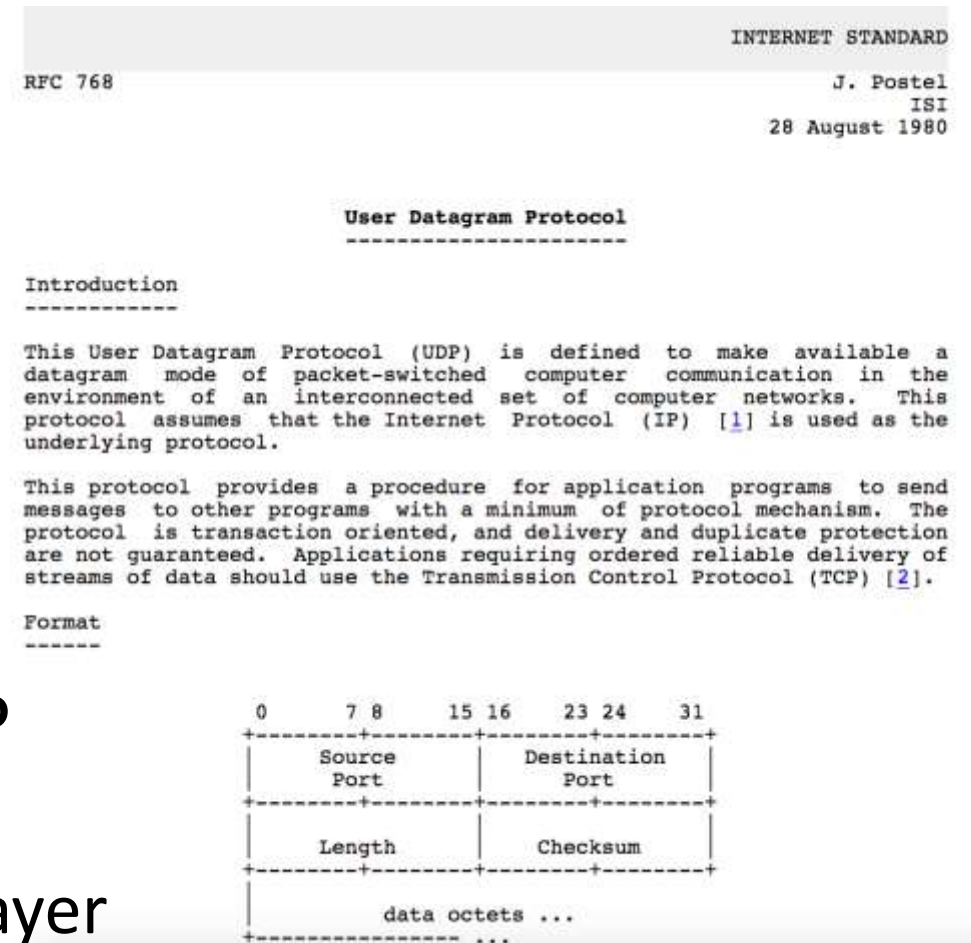 INTERNET STANDARD
RFC 768 J. Postel
ISI
28 August 1980
User Datagram Protocol
----------------------
Introduction
------------
This User Datagram Protocol (UDP) is defined to make available a
datagram mode of packet-switched computer communication in the
environment of an interconnected set of computer networks. This
protocol assumes that the Internet Protocol (IP) [1] is used as the
underlying protocol.
This protocol provides a procedure for application programs to send
messages to other programs with a minimum of protocol mechanism. The
protocol is transaction oriented, and delivery and duplicate protection
are not guaranteed. Applications requiring ordered reliable delivery of
streams of data should use the Transmission Control Protocol (TCP) [2].
Format
------
0 7 8 15 16 23 24 31
+--------+--------+--------+--------+
| Source | Destination |
| Port | Port |
+--------+--------+--------+--------+
| Length | Checksum |
+--------+--------+--------+--------+
| data octets ...
+---------------- ...
ayer